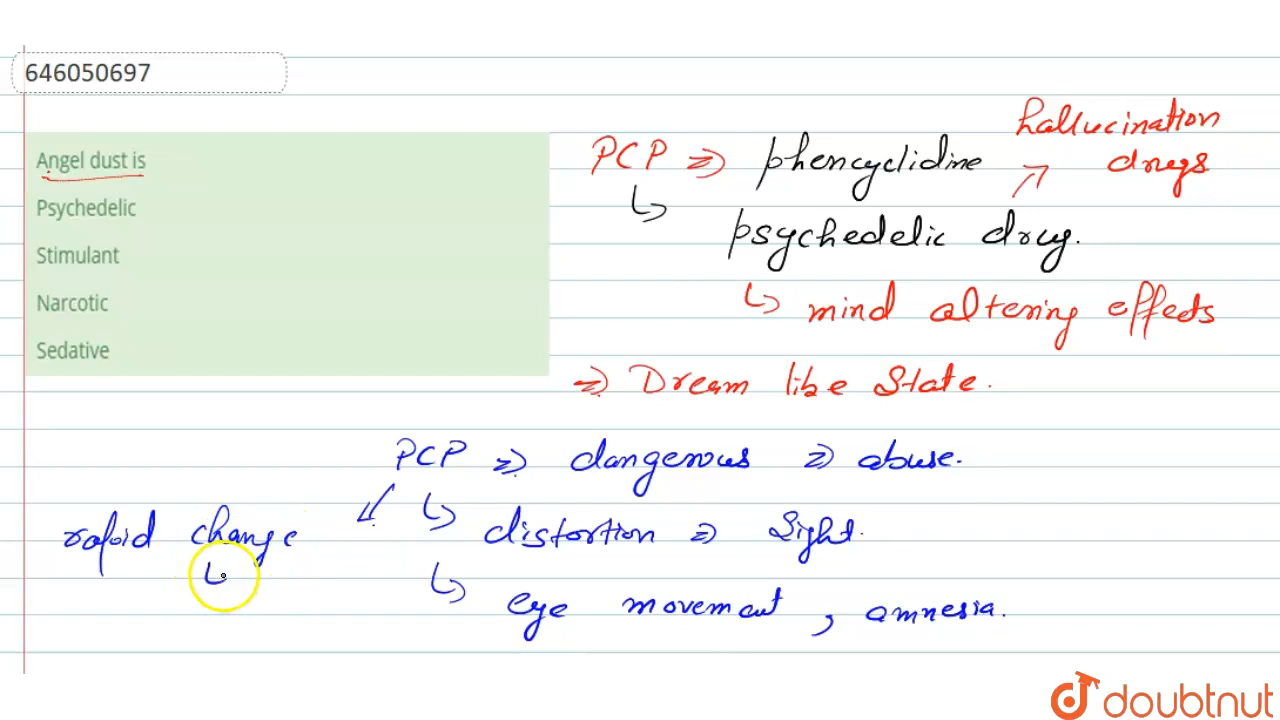 646050697
Angel dust is
Psychedelic
Stimulant
Narcotic
Sedative
PCP ⇒ phencyclidine
hallucination
↗ drugs
↳ psychedelic drug.
↳ mind altering effects
⇒ Dream like State.
PCP ⇒ dangerous ⇒ abuse.
rapid change
↙ ↳ distortion ⇒ Sight.
↳ eye movement, amnesia.
doubtnut